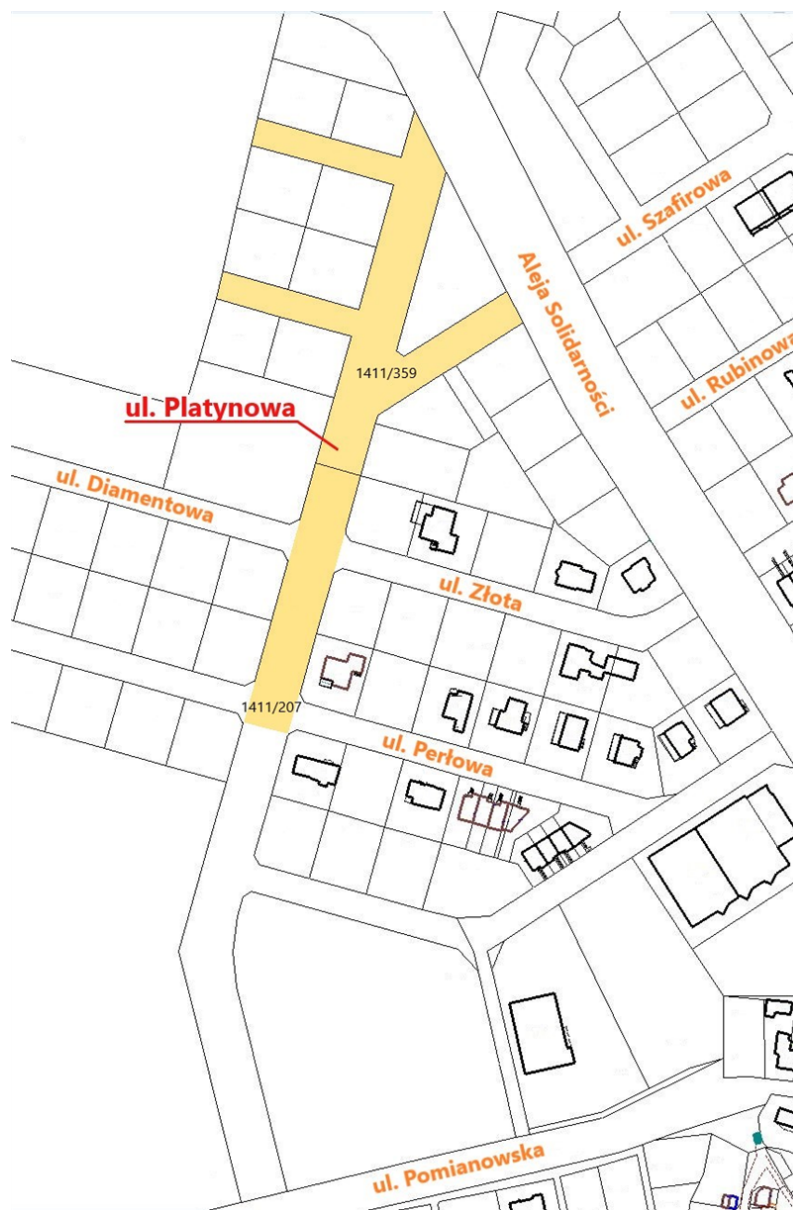 ul. Szafirowa
Aleja Solidarności
ul. Rubinowa
1411/359
ul. Platynowa
ul. Diamentowa
ul. Złota
1411/207
ul. Perłowa
ul. Pomianowska